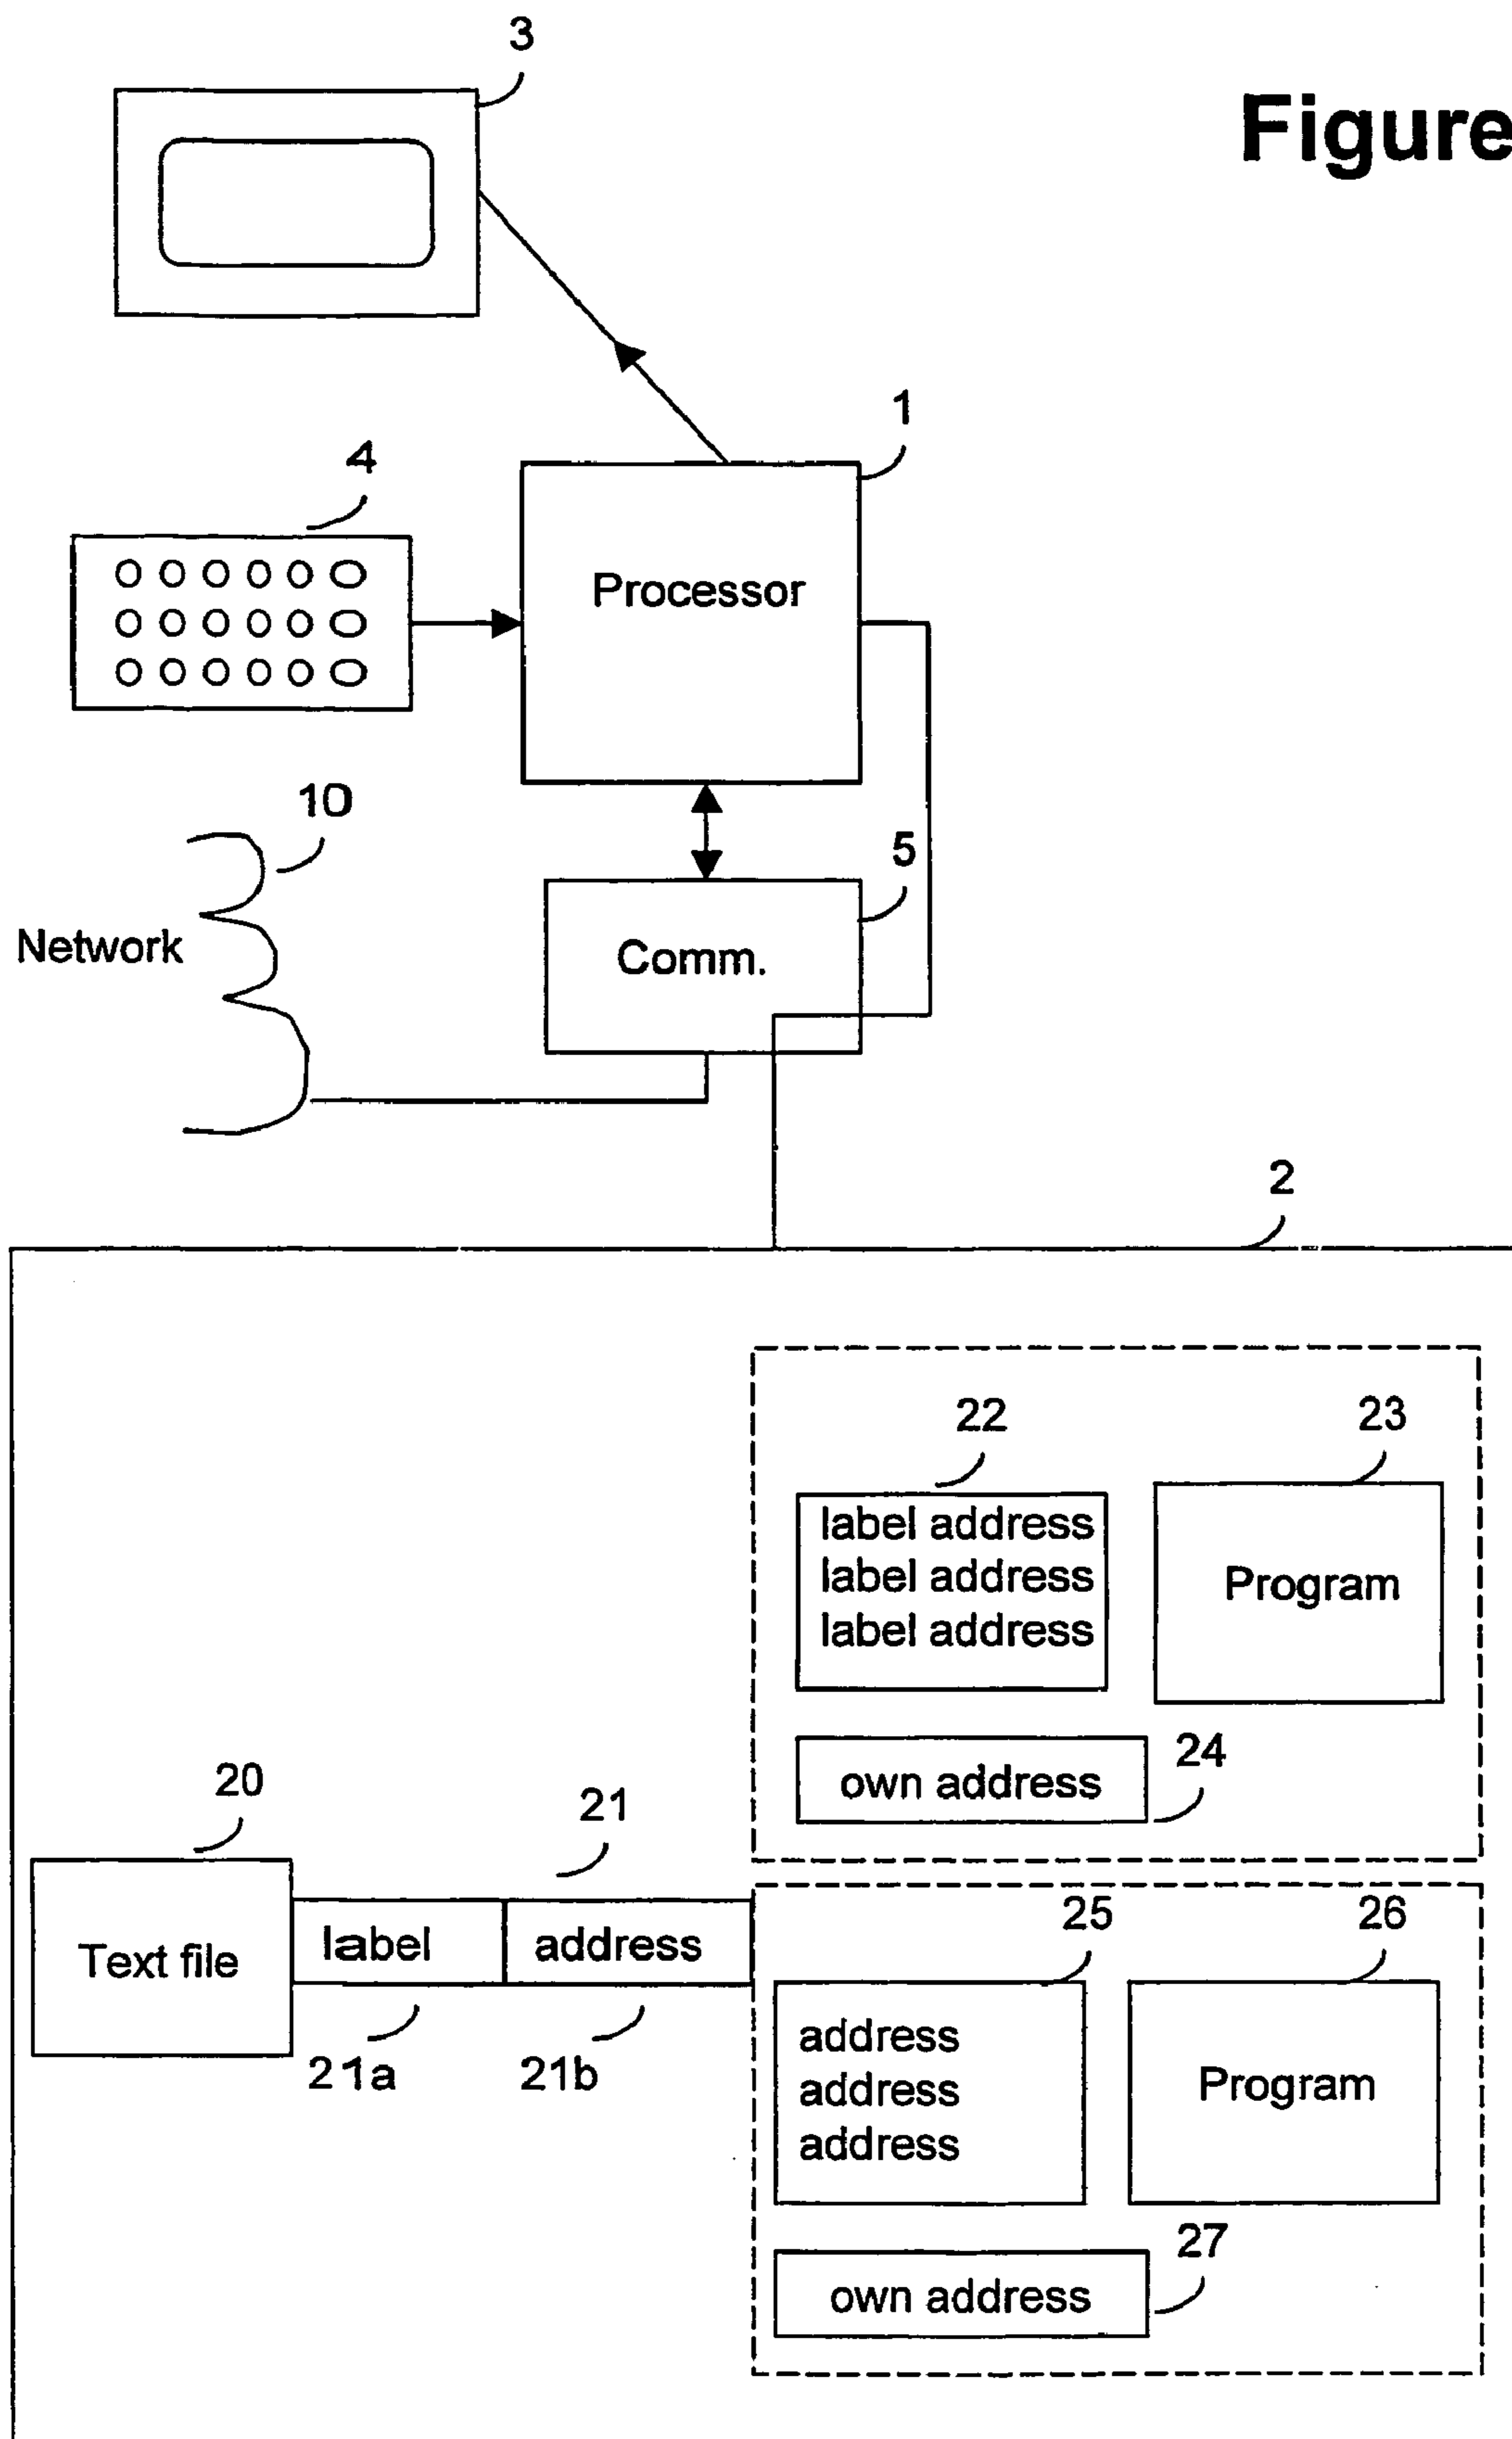 3
Figure
1
4
Processor
10
5
Network
Comm.
2
22
23
label address
label address
label address
Program
24
own address
20
21
25
26
Text file
label
address
21a
21b
address
address
address
Program
27
own address